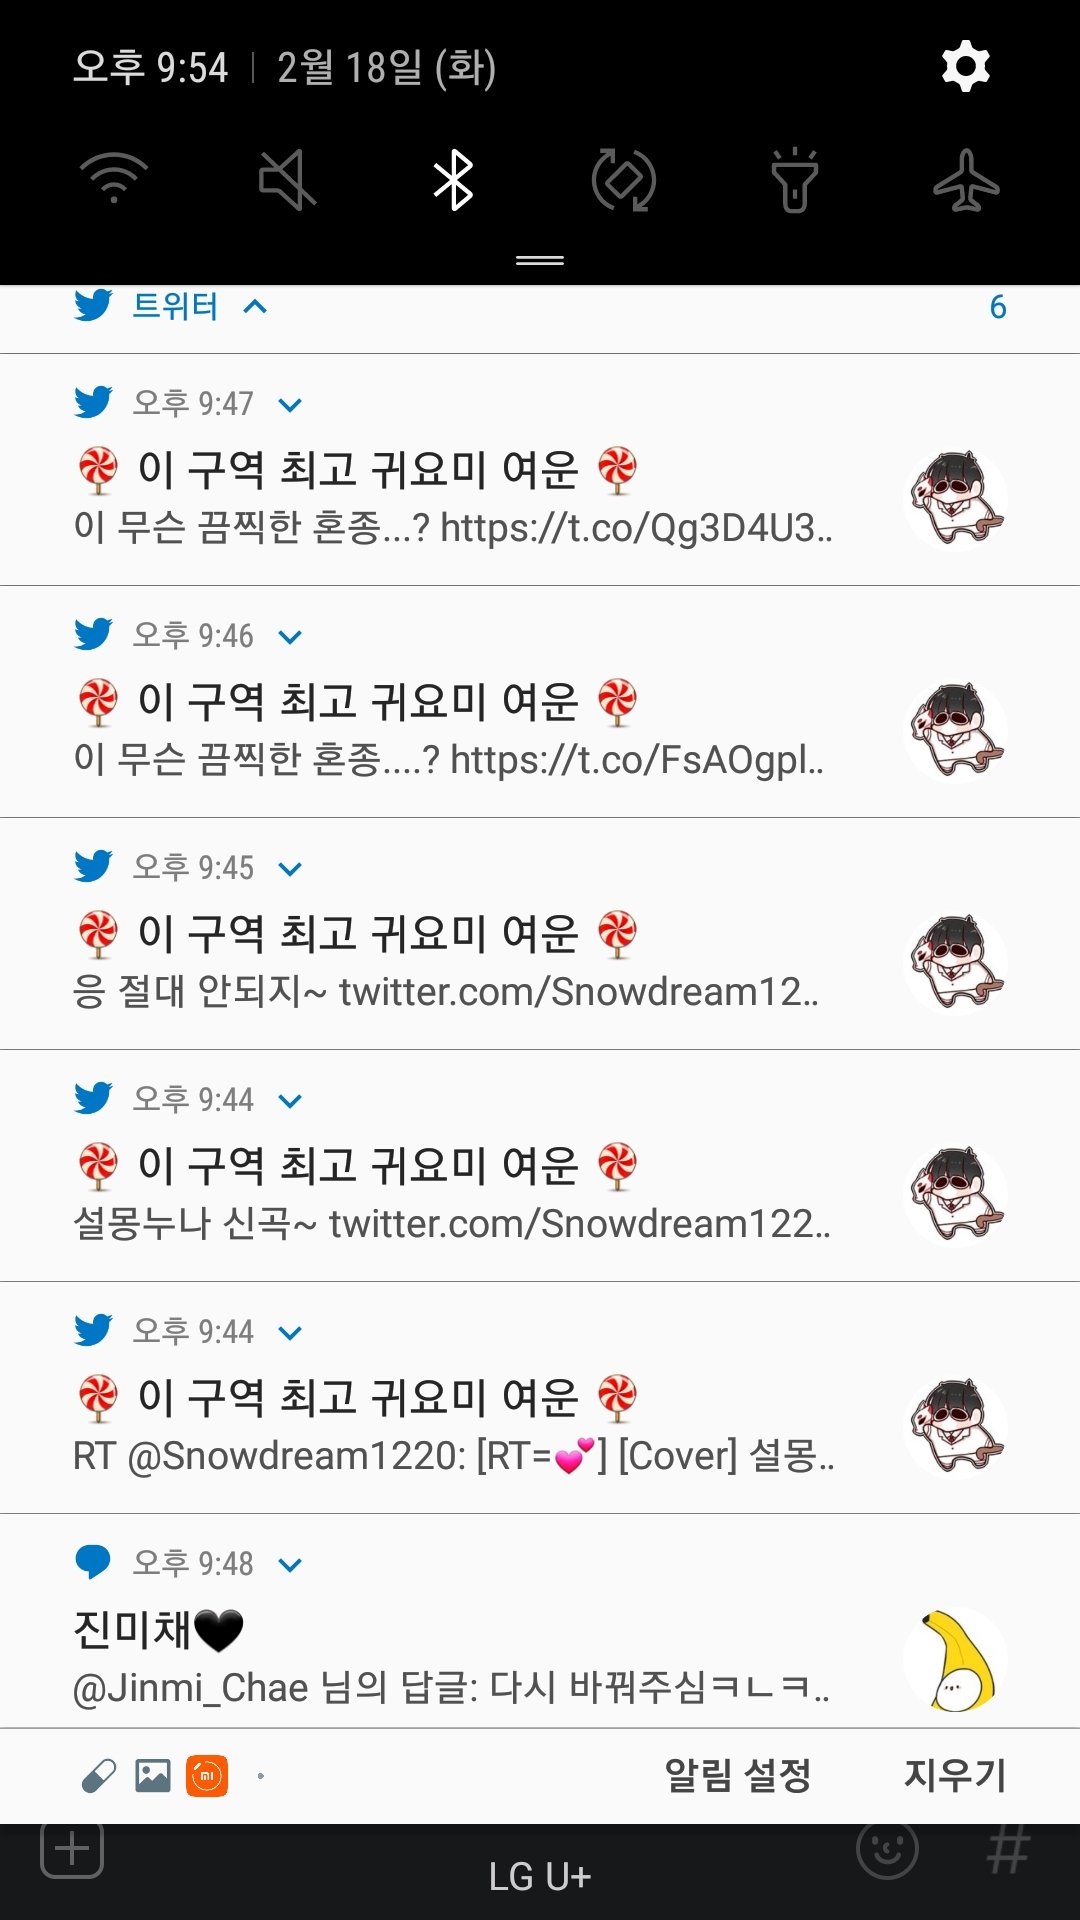 오후 9:54 | 2월 18일 (화)
트위터 6
오후 9:47
🍭 이 구역 최고 귀요미 여운 🍭
이 무슨 끔찍한 혼종...? https://t.co/Qg3D4U3..
오후 9:46
🍭 이 구역 최고 귀요미 여운 🍭
이 무슨 끔찍한 혼종....? https://t.co/FsAOgpl..
오후 9:45
🍭 이 구역 최고 귀요미 여운 🍭
응 절대 안되지~ twitter.com/Snowdream12..
오후 9:44
🍭 이 구역 최고 귀요미 여운 🍭
설몽누나 신곡~ twitter.com/Snowdream122..
오후 9:44
🍭 이 구역 최고 귀요미 여운 🍭
RT @Snowdream1220: [RT=💕] [Cover] 설몽..
오후 9:48
진미채🖤
@Jinmi_Chae 님의 답글: 다시 바꿔주심ㅋㄴㅋ..
알림 설정 지우기
LG U+